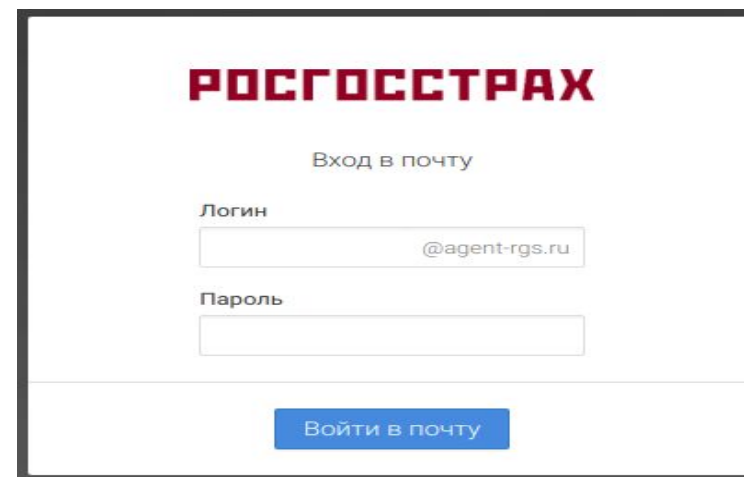 РОСГОССТРАХ
Вход в почту
Логин
@agent-rgs.ru
Пароль
Войти в почту